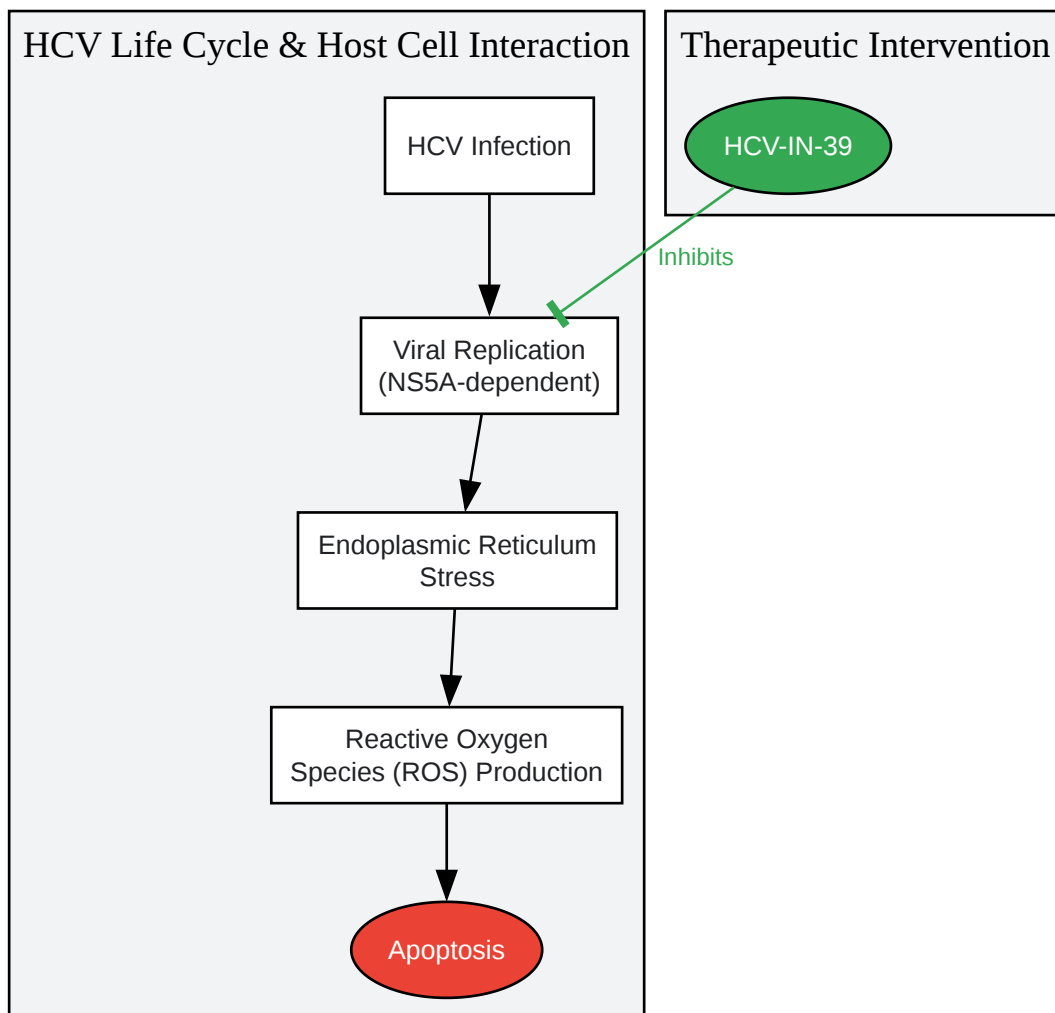 HCV Life Cycle & Host Cell Interaction
Therapeutic Intervention
HCV Infection
HCV-IN-39
Inhibits
Viral Replication
(NS5A-dependent)
Endoplasmic Reticulum
Stress
Reactive Oxygen
Species (ROS) Production
Apoptosis